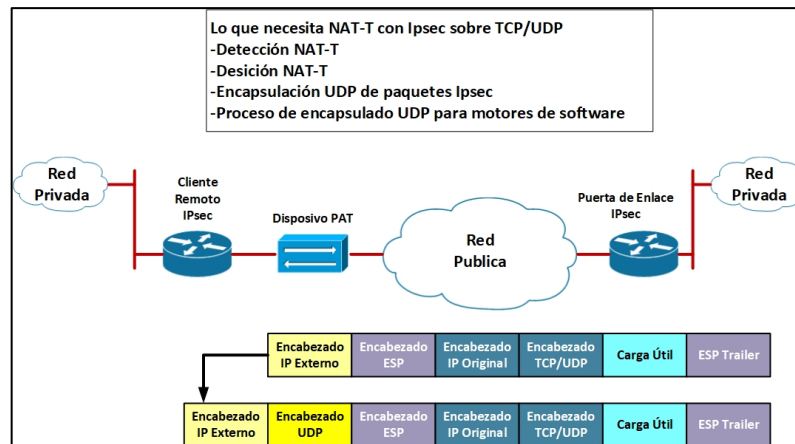 Lo que necesita NAT-T con Ipsec sobre TCP/UDP
-Detección NAT-T
-Desición NAT-T
-Encapsulación UDP de paquetes Ipsec
-Proceso de encapsulado UDP para motores de software
Red
Privada
Cliente
Remoto
IPsec
Disposivo PAT
Red
Publica
Puerta de Enlace
IPsec
Red
Privada
Encabezado
IP Externo
Encabezado
ESP
Encabezado
IP Original
Encabezado
TCP/UDP
Carga Útil
ESP Trailer
Encabezado
IP Externo
Encabezado
UDP
Encabezado
ESP
Encabezado
IP Original
Encabezado
TCP/UDP
Carga Útil
ESP Trailer